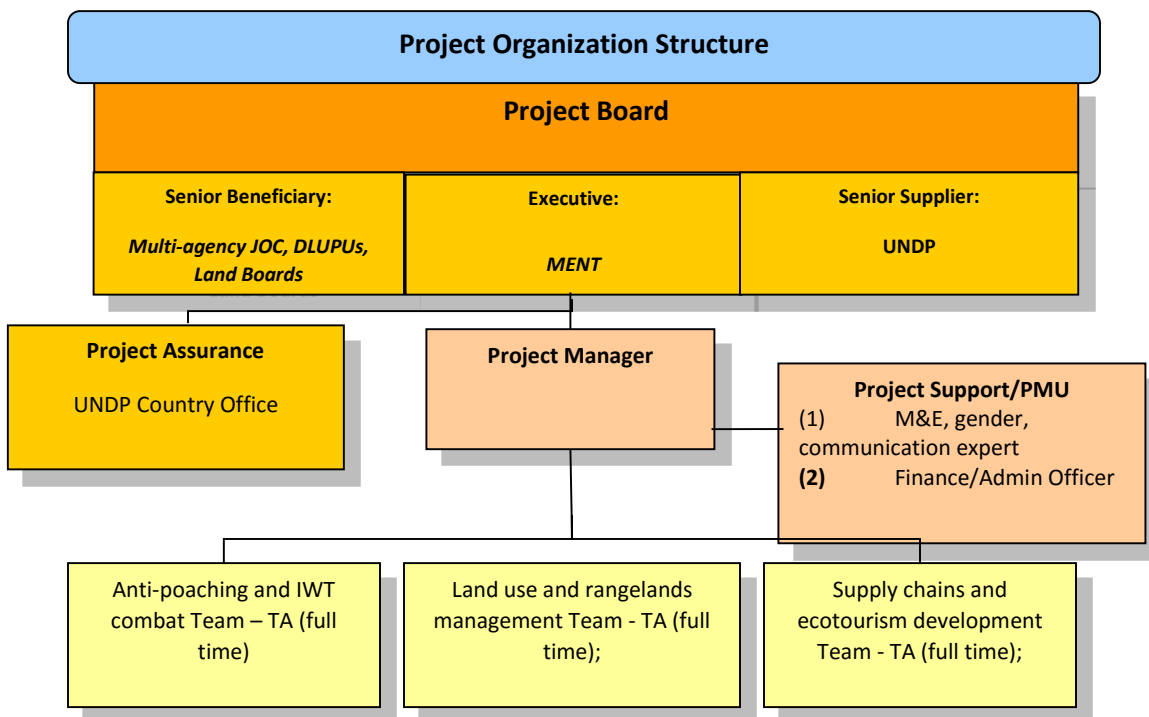 Project Organization Structure
Project Board
Senior Beneficiary:
Multi-agency JOC, DLUPUs,
Land Boards
Executive:
MENT
Senior Supplier:
UNDP
Project Assurance
UNDP Country Office
Project Manager
Project Support/PMU
(1) M&E, gender,
communication expert
(2) Finance/Admin Officer
Anti-poaching and IWT
combat Team – TA (full
time)
Land use and rangelands
management Team - TA (full
time);
Supply chains and
ecotourism development
Team - TA (full time);